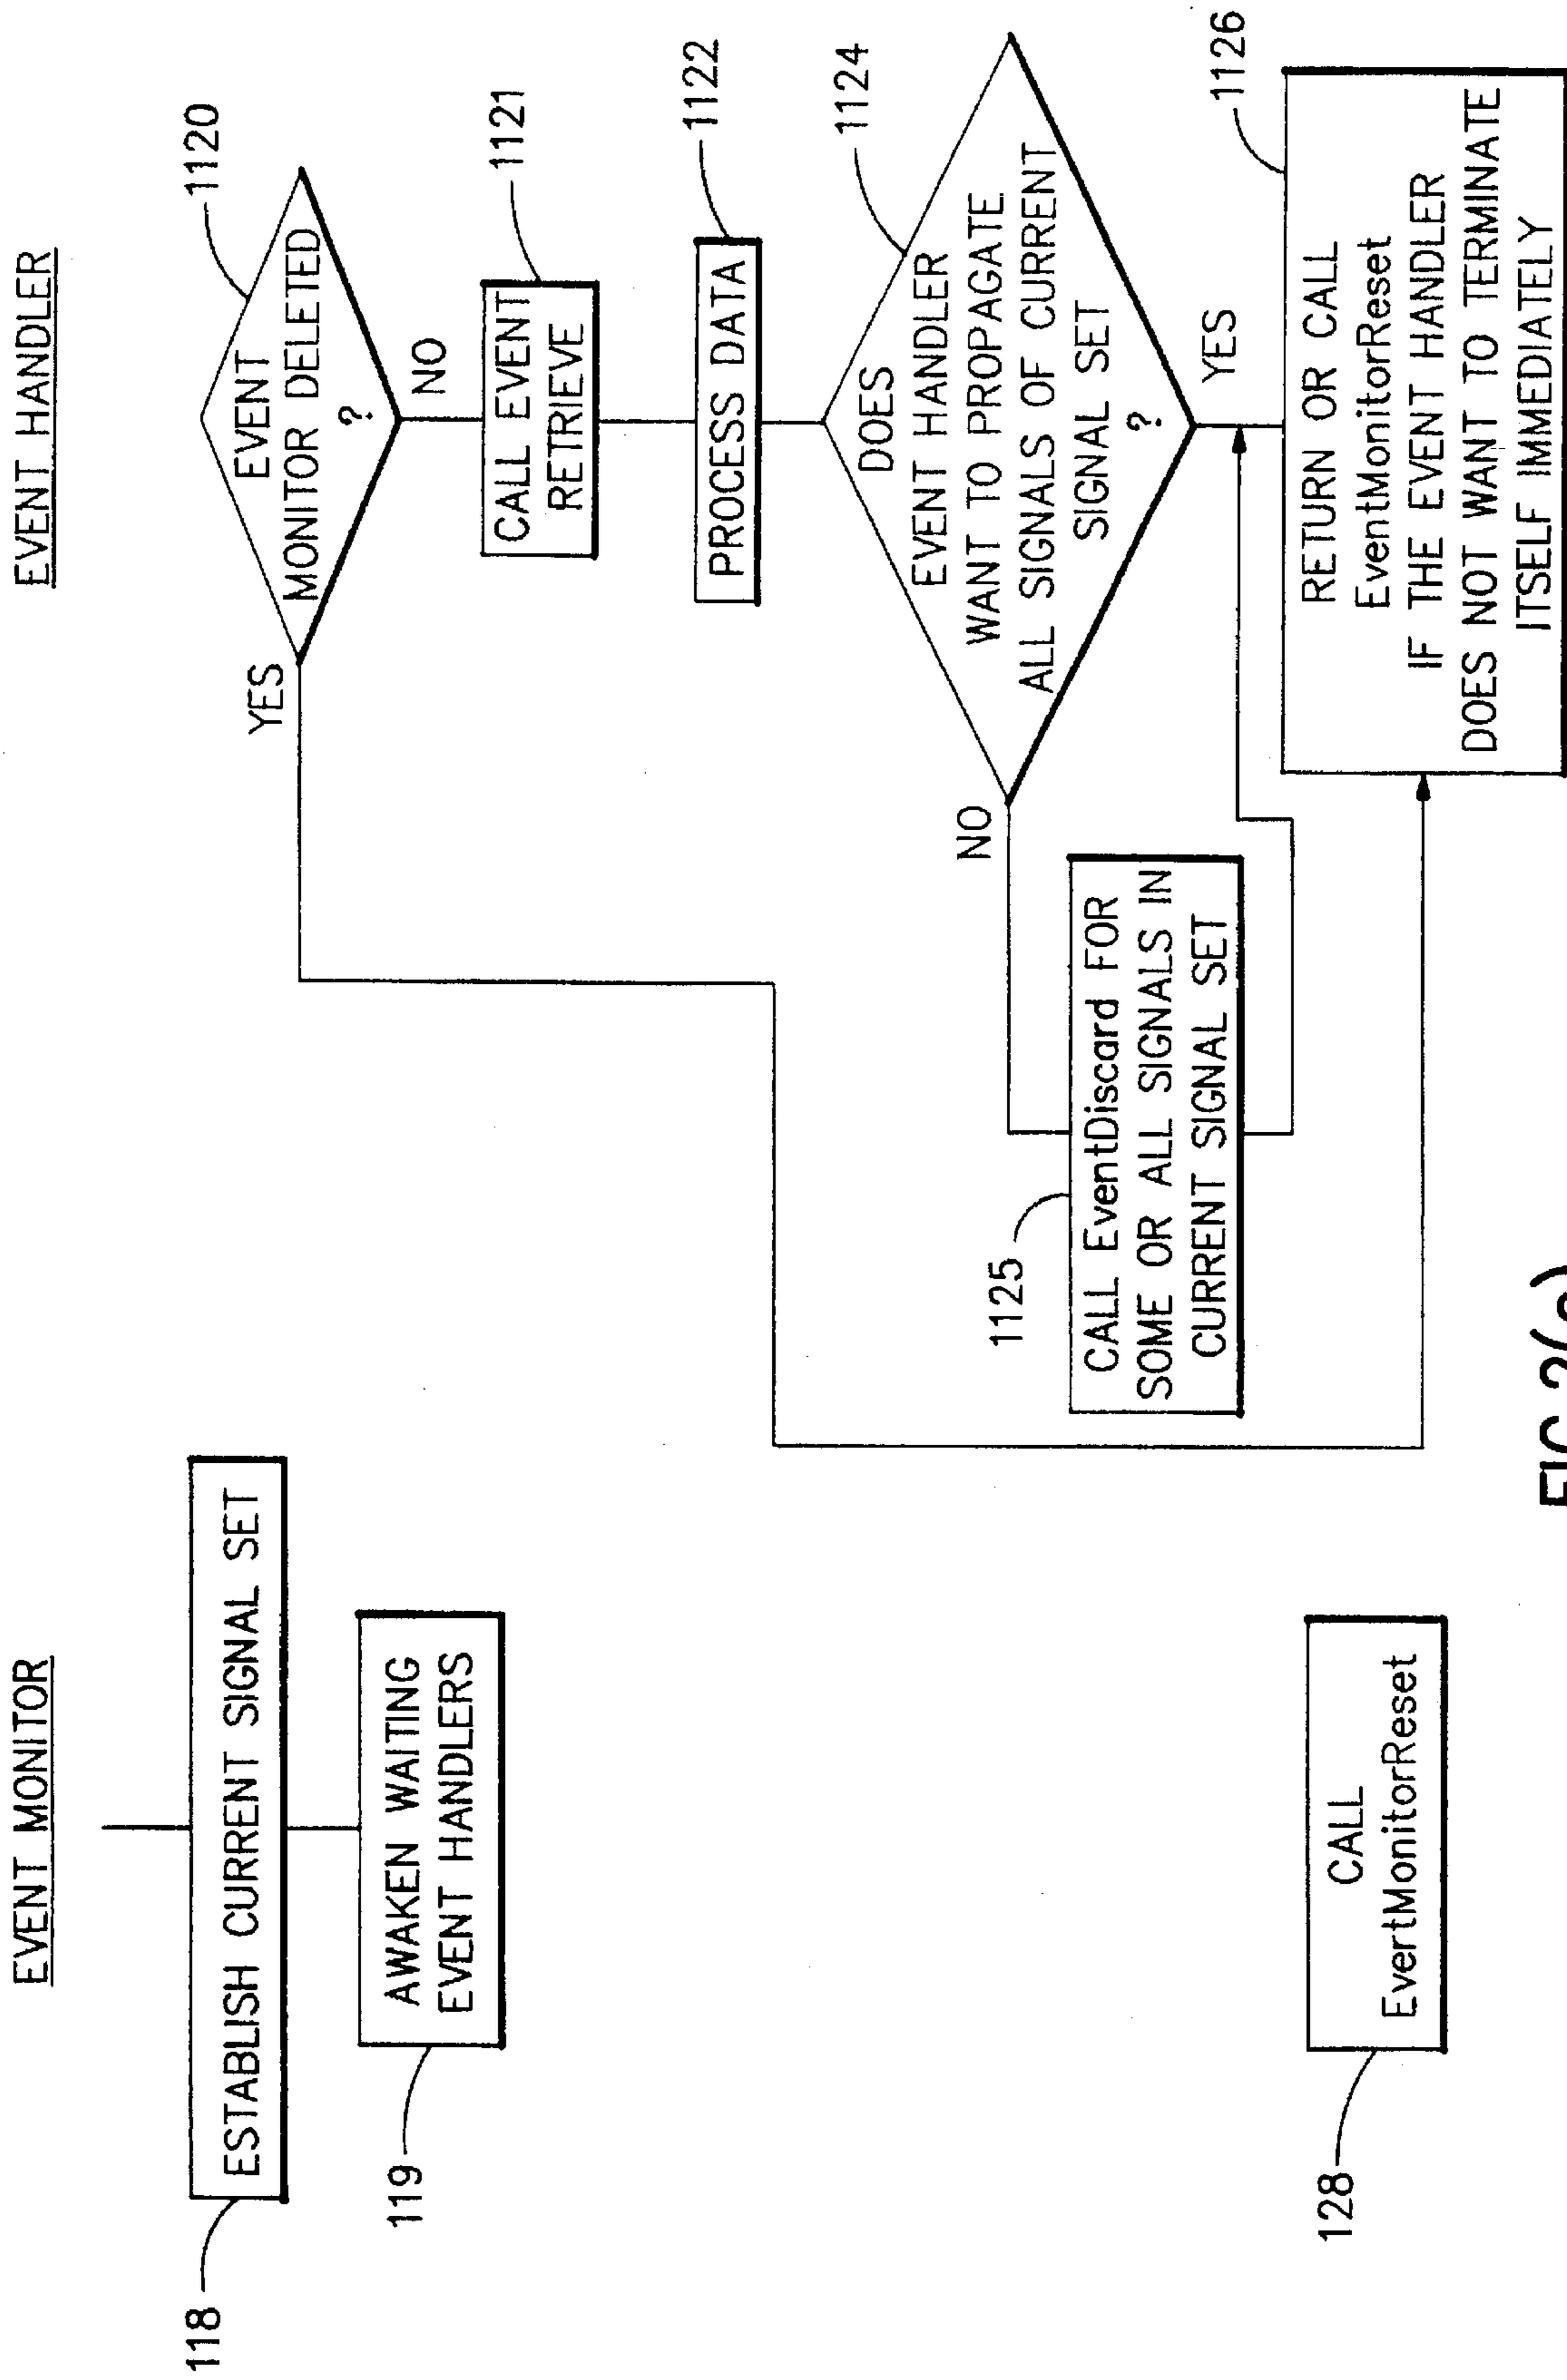 EVENT MONITOR
118
ESTABLISH CURRENT SIGNAL SET
119
AWAKEN WAITING
EVENT HANDLERS
128
CALL
EvertMonitorReset
EVENT HANDLER
1120
EVENT
MONITOR DELETED
?
YES
NO
1121
CALL EVENT
RETRIEVE
1122
PROCESS DATA
1124
DOES
EVENT HANDLER
WANT TO PROPAGATE
ALL SIGNALS OF CURRENT
SIGNAL SET
?
NO
YES
1125
CALL EventDiscard FOR
SOME OR ALL SIGNALS IN
CURRENT SIGNAL SET
1126
RETURN OR CALL
EventMonitorReset
IF THE EVENT HANDLER
DOES NOT WANT TO TERMINATE
ITSELF IMMEDIATELY